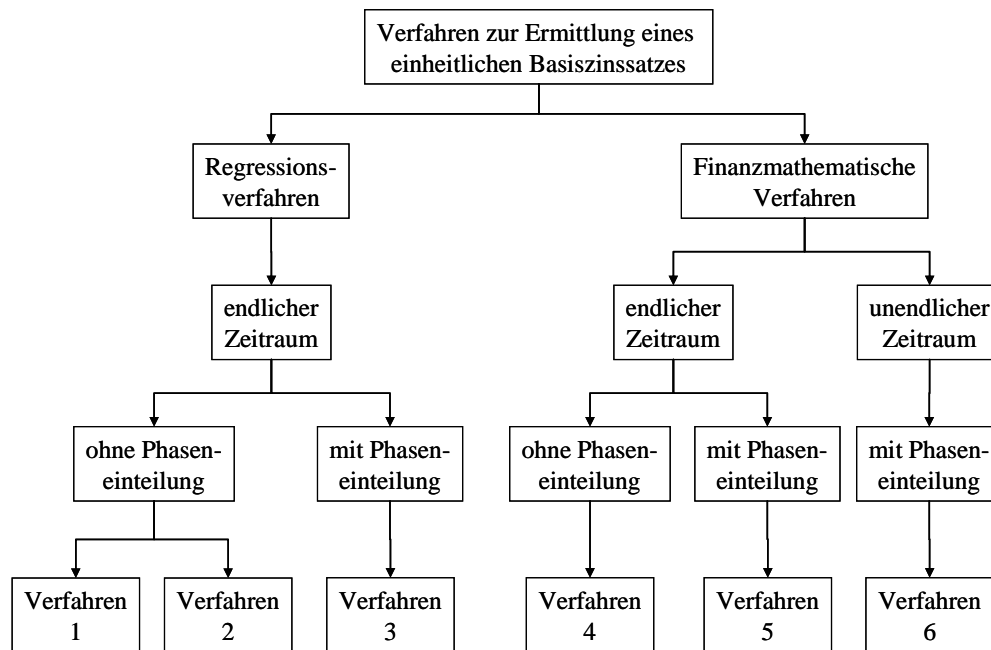 Verfahren zur Ermittlung eines
einheitlichen Basiszinssatzes
Regressions-
verfahren
Finanzmathematische
Verfahren
endlicher
Zeitraum
endlicher
Zeitraum
unendlicher
Zeitraum
ohne Phasen-
einteilung
mit Phasen-
einteilung
ohne Phasen-
einteilung
mit Phasen-
einteilung
mit Phasen-
einteilung
Verfahren
1
Verfahren
2
Verfahren
3
Verfahren
4
Verfahren
5
Verfahren
6